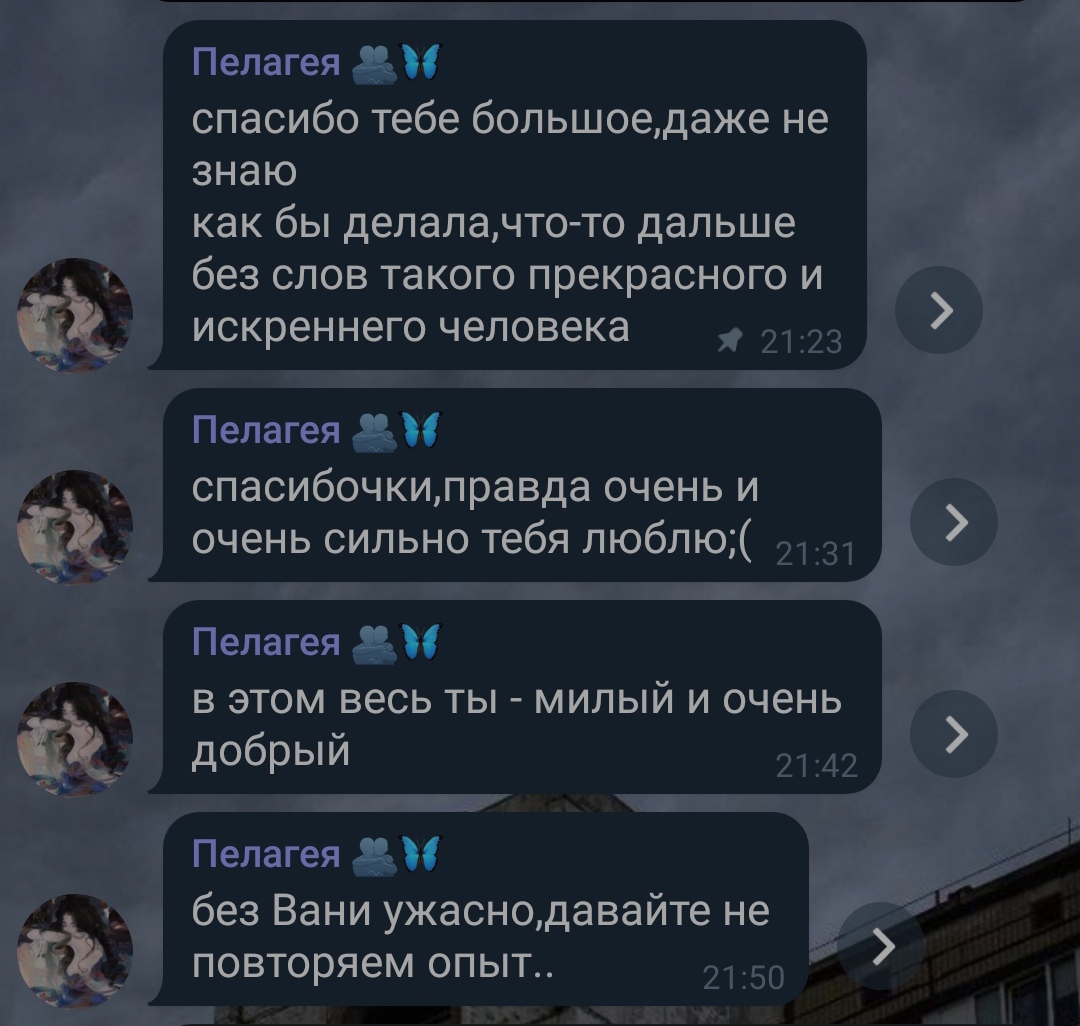 Пелагея 🫂🦋
спасибо тебе большое,даже не
знаю
как бы делала,что-то дальше
без слов такого прекрасного и
искреннего человека
21:23
Пелагея 🫂🦋
спасибочки,правда очень и
очень сильно тебя люблю;(
21:31
Пелагея 🫂🦋
в этом весь ты - милый и очень
добрый
21:42
Пелагея 🫂🦋
без Вани ужасно,давайте не
повторяем опыт..
21:50